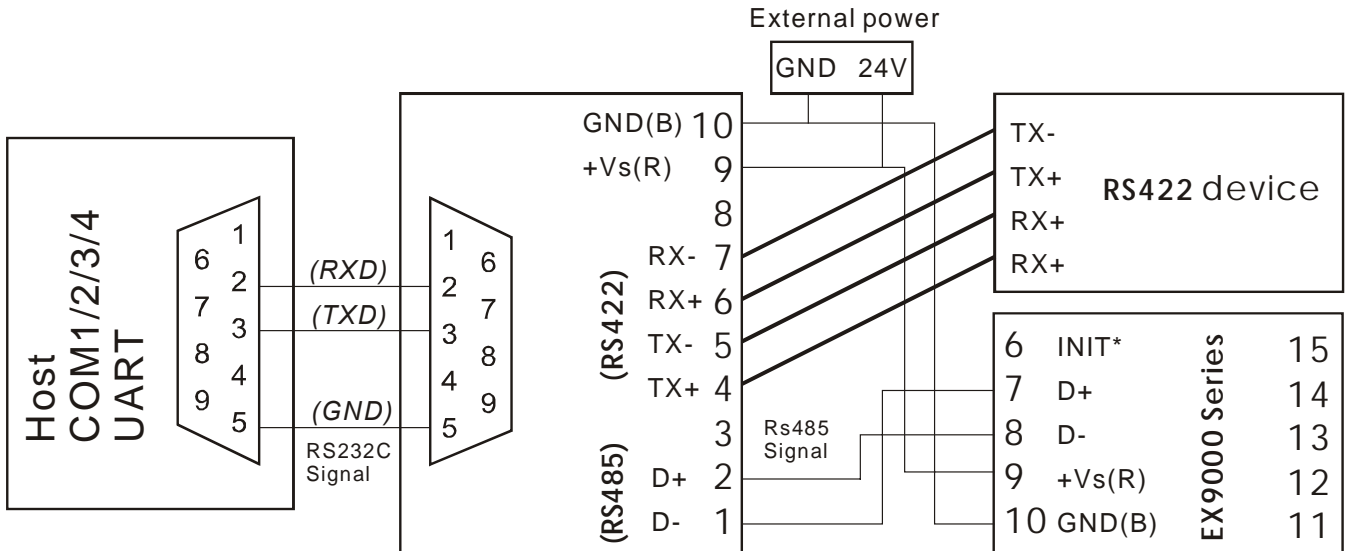 External power
GND 24V
Host
COM1/2/3/4
UART
1
2
3
4
5
6
7
8
9
(RXD)
(TXD)
(GND)
RS232C
Signal
1
2
3
4
5
6
7
8
9
GND(B) 10
+Vs(R) 9
8
RX- 7
RX+ 6
TX- 5
TX+ 4
(RS422)
3
D+ 2
D- 1
(RS485)
Rs485
Signal
TX-
TX+
RX+
RX+
RS422 device
6 INIT*
7 D+
8 D-
9 +Vs(R)
10 GND(B)
EX9000 Series
15
14
13
12
11